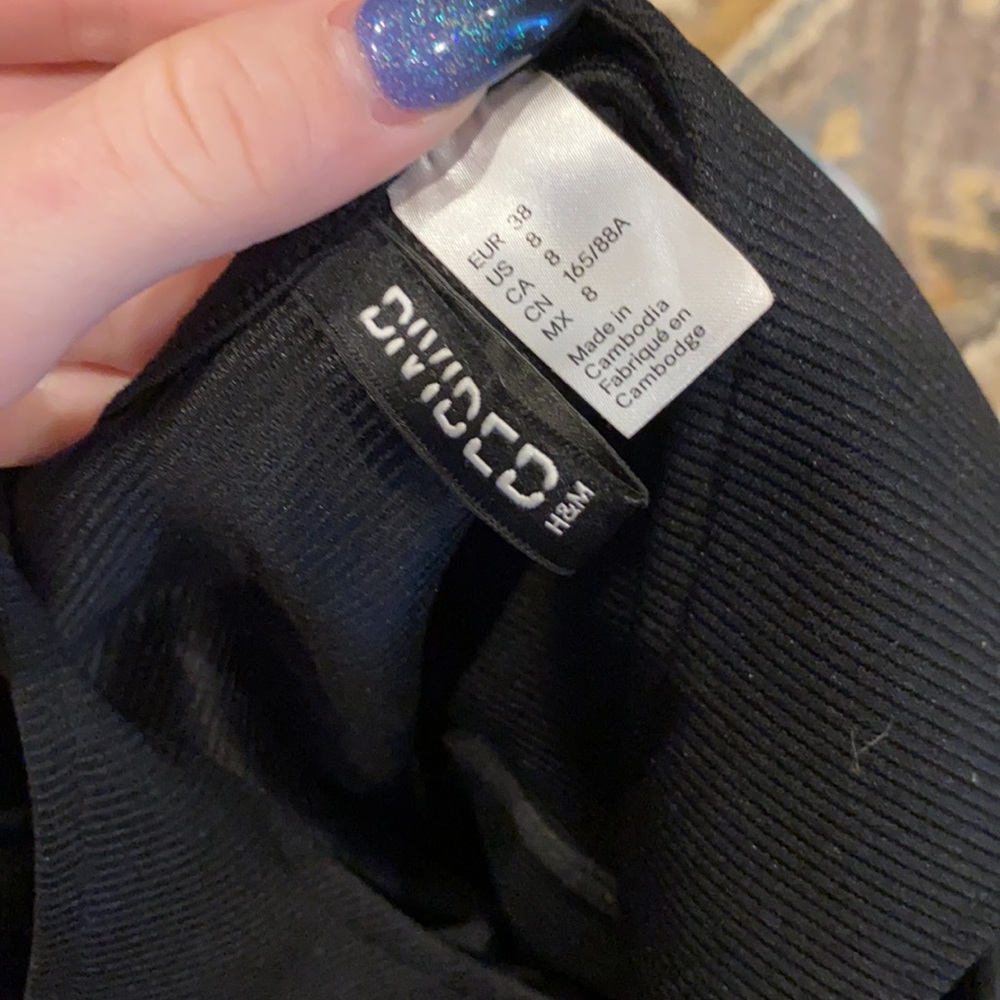 EUR 38
US 8
CA 8
CN 165/88A
MX 8
Made in
Cambodia
Fabriqué en
Cambodge
DIVIDED
H&M